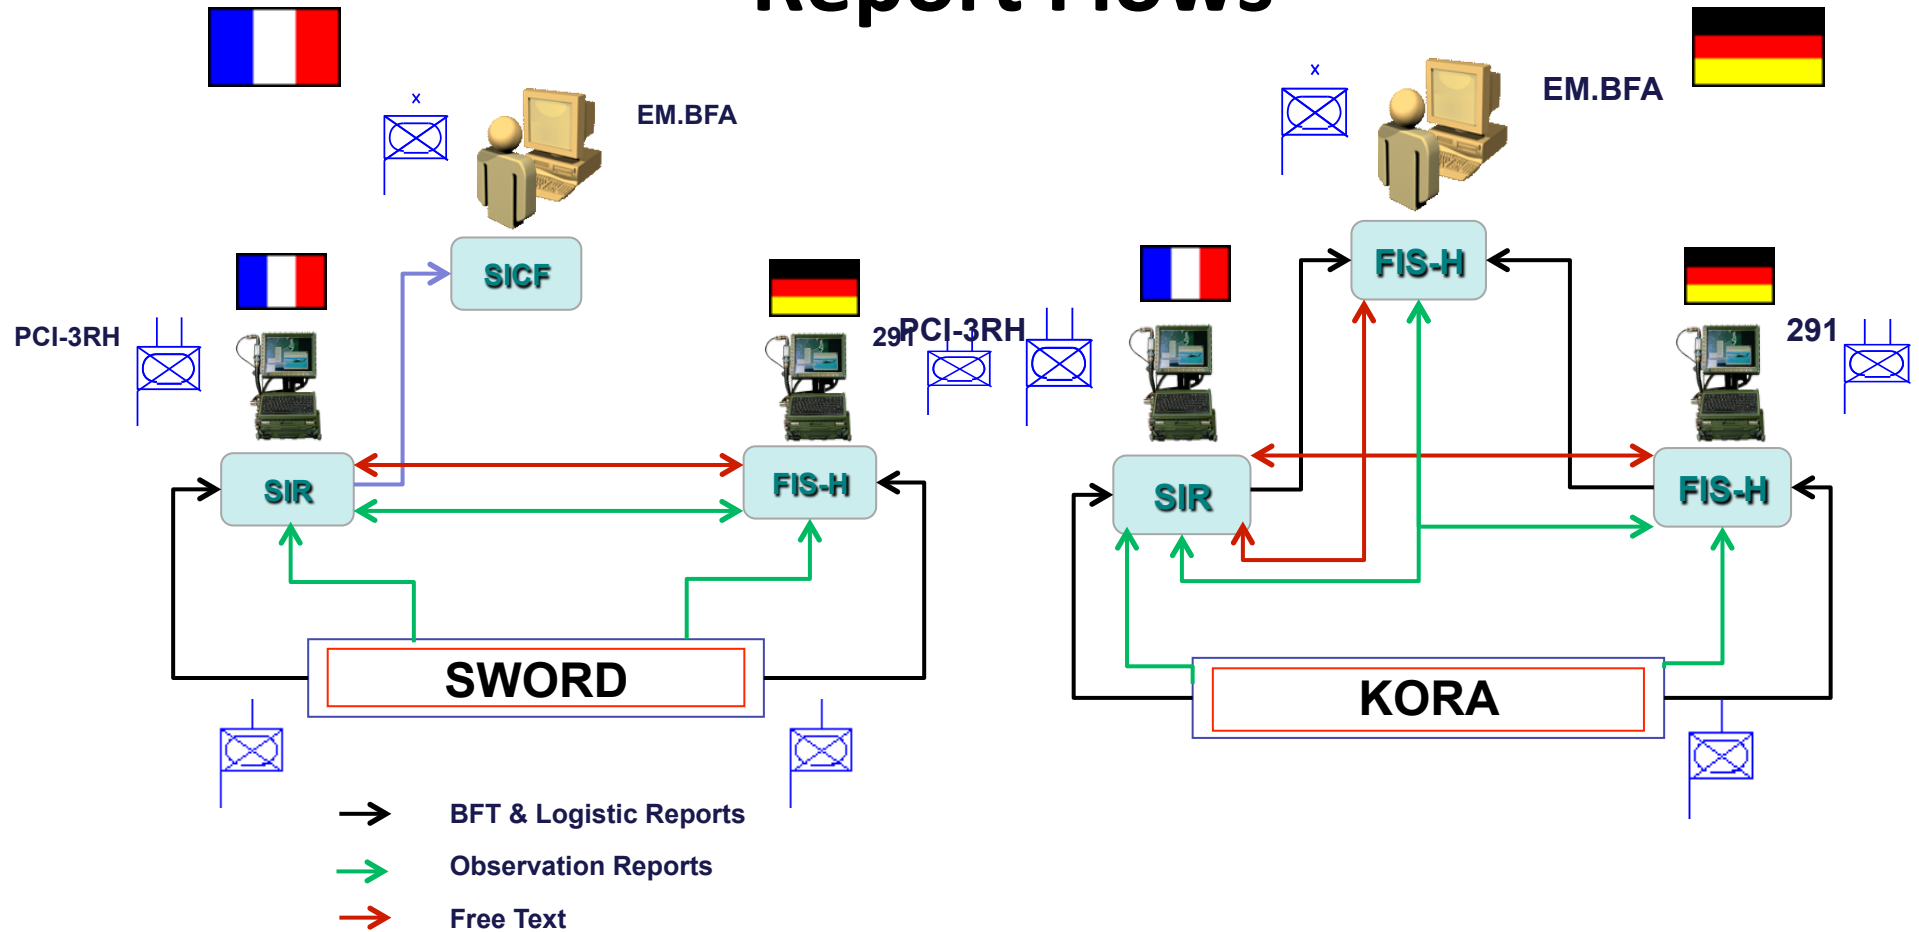 Report Flows
x
EM.BFA
x
EM.BFA
SICF
FIS-H
PCI-3RH
291
PCI-3RH
291
SIR
FIS-H
SIR
FIS-H
SWORD
KORA
BFT & Logistic Reports
Observation Reports
Free Text